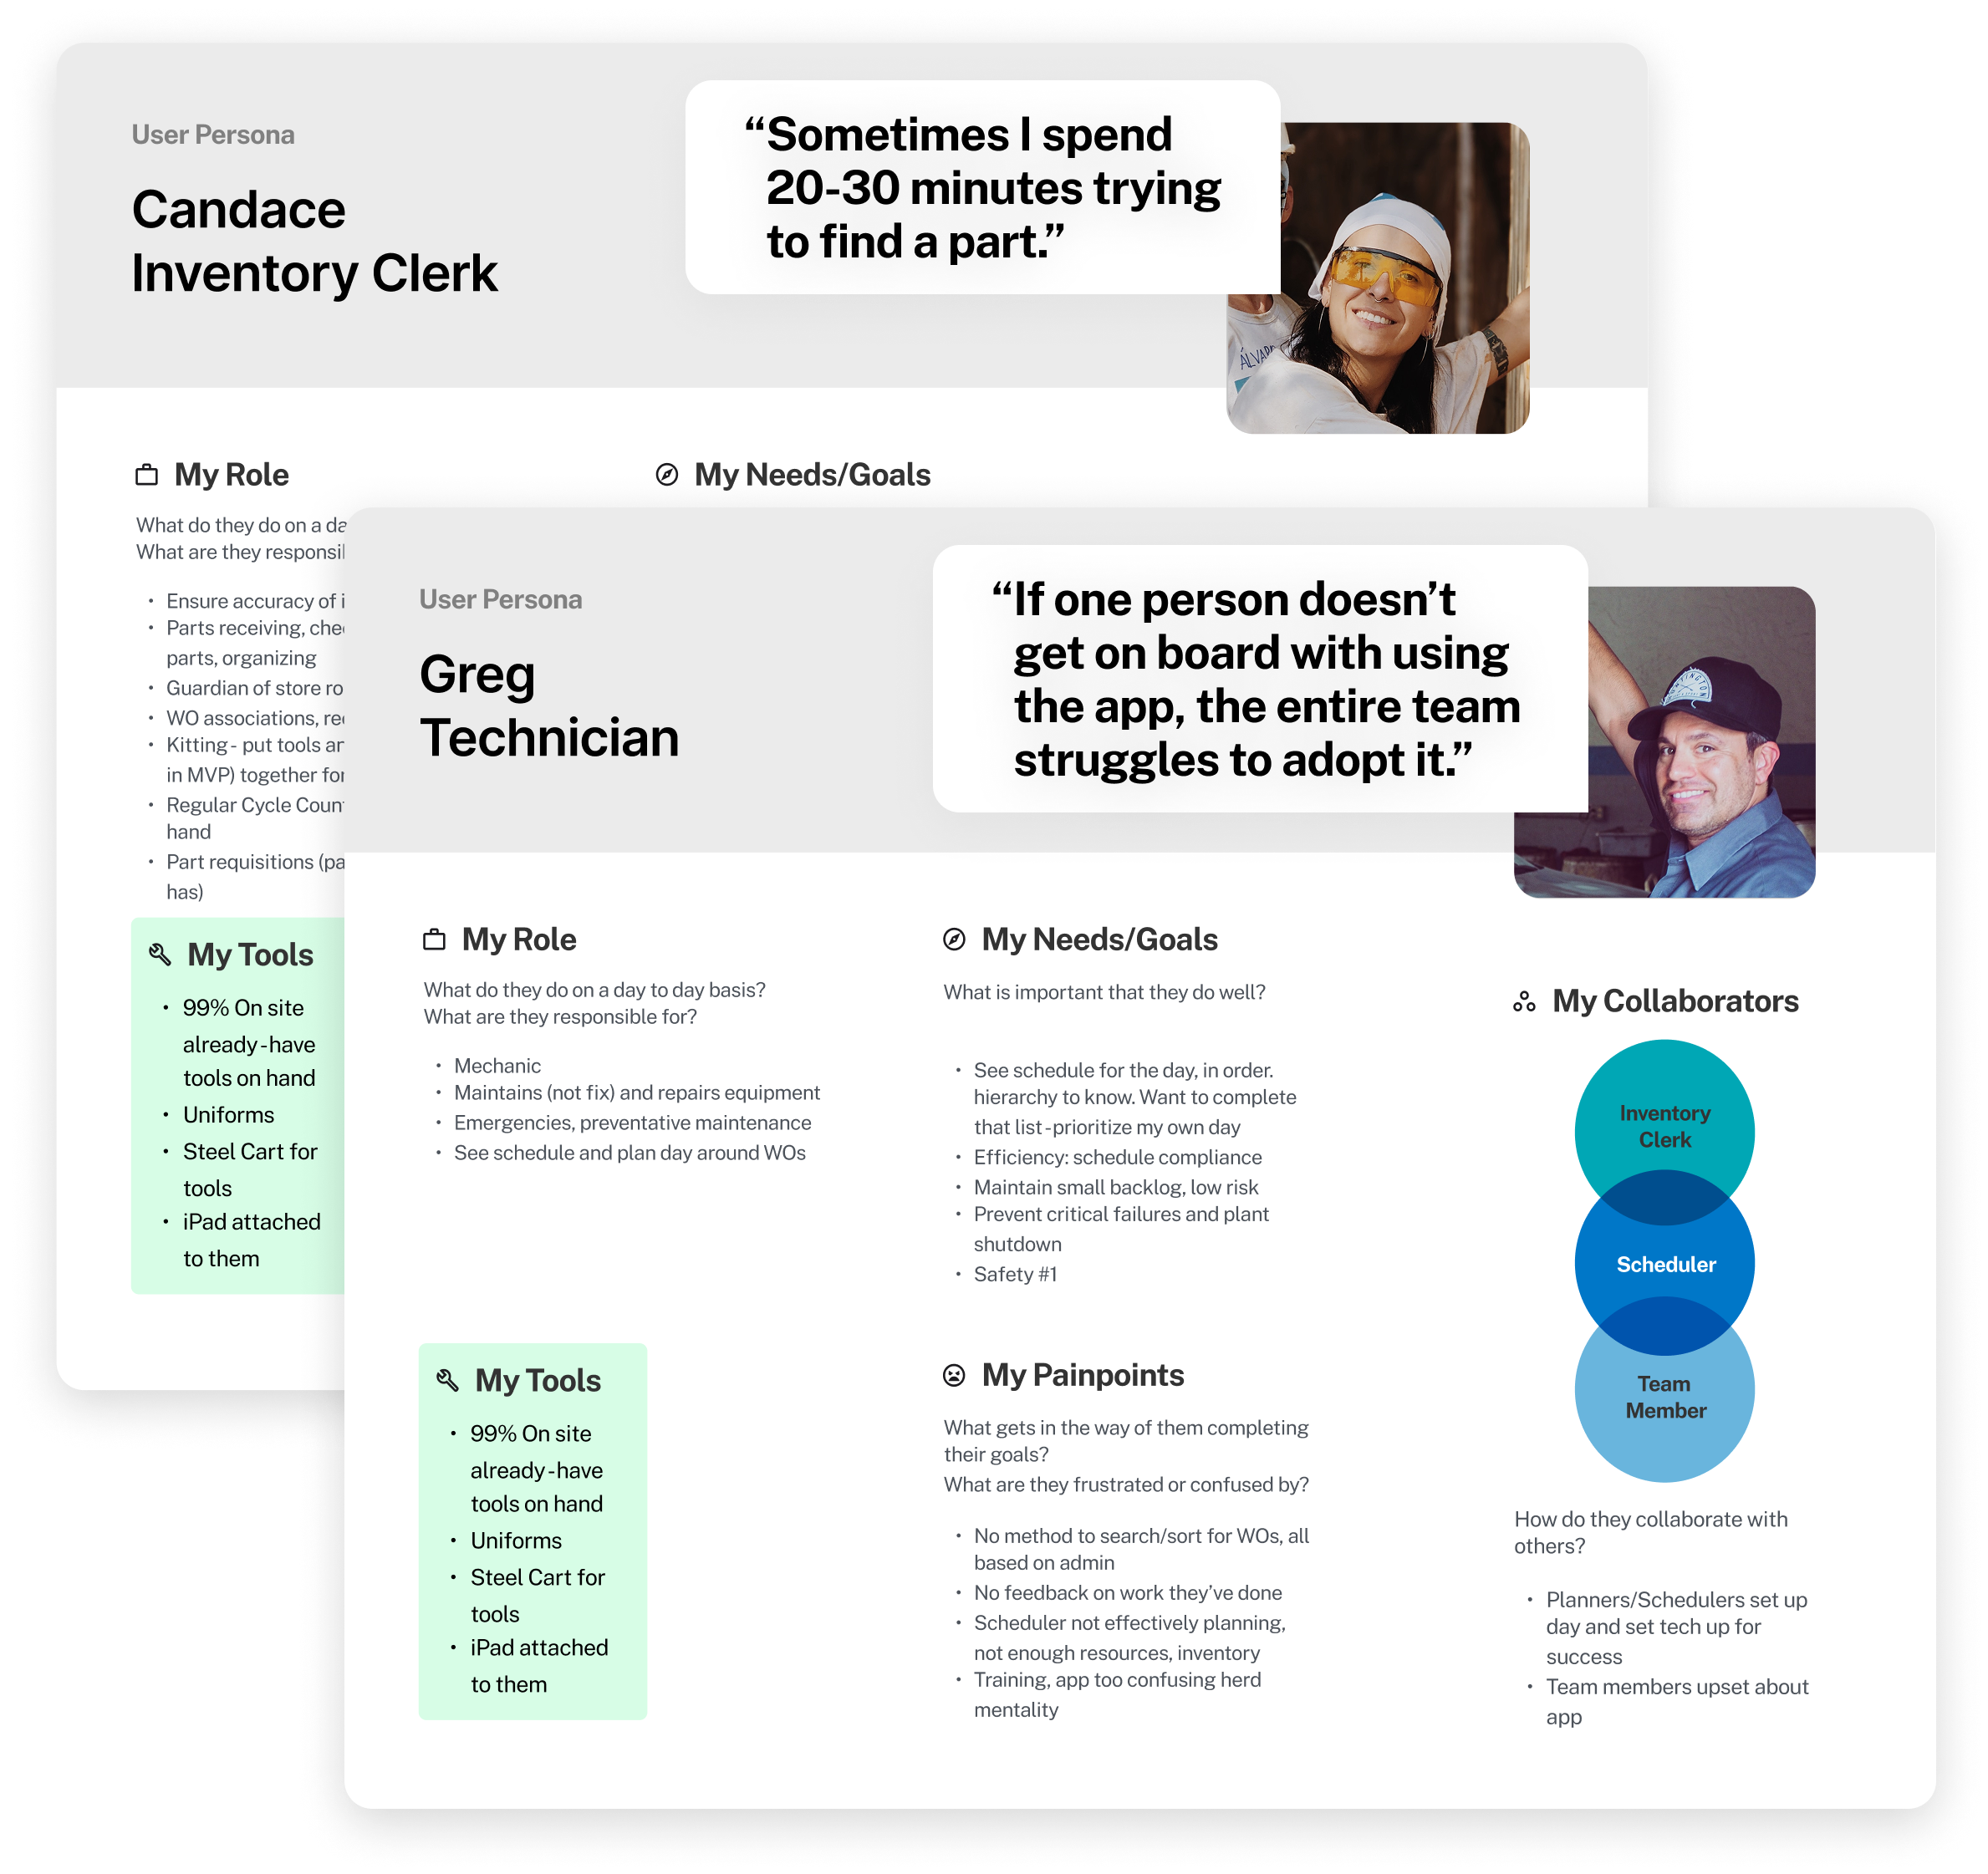 User Persona
Candace
Inventory Clerk
“Sometimes I spend
20-30 minutes trying
to find a part.”
ÁLVAR
My Role
What do they do on a da
What are they responsi
Ensure accuracy of
Parts receiving, che
parts, organizing
Guardian of store ro
WO associations, re
Kitting - put tools
in MVP) together for
Regular Cycle Coun
hand
Part requisitions (pa
has)
My Tools
99% On site
already - have
tools on hand
Uniforms
Steel Cart for
tools
iPad attached
to them
My Needs/Goals
User Persona
Greg
Technician
“If one person doesn’t
get on board with using
the app, the entire team
struggles to adopt it.”
My Role
What do they do on a day to day basis?
What are they responsible for?
Mechanic
Maintains (not fix) and repairs equipment
Emergencies, preventative maintenance
See schedule and plan day around WOs
My Tools
99% On site
already - have
tools on hand
Uniforms
Steel Cart for
tools
iPad attached
to them
My Needs/Goals
What is important that they do well?
See schedule for the day, in order.
hierarchy to know. Want to complete
that list - prioritize my own day
Efficiency: schedule compliance
Maintain small backlog, low risk
Prevent critical failures and plant
shutdown
Safety #1
My Painpoints
What gets in the way of them completing
their goals?
What are they frustrated or confused by?
No method to search/sort for WOs, all
based on admin
No feedback on work they’ve done
Scheduler not effectively planning,
not enough resources, inventory
Training, app too confusing herd
mentality
My Collaborators
Inventory
Clerk
Scheduler
Team
Member
How do they collaborate with
others?
Planners/Schedulers set up
day and set tech up for
success
Team members upset about
app